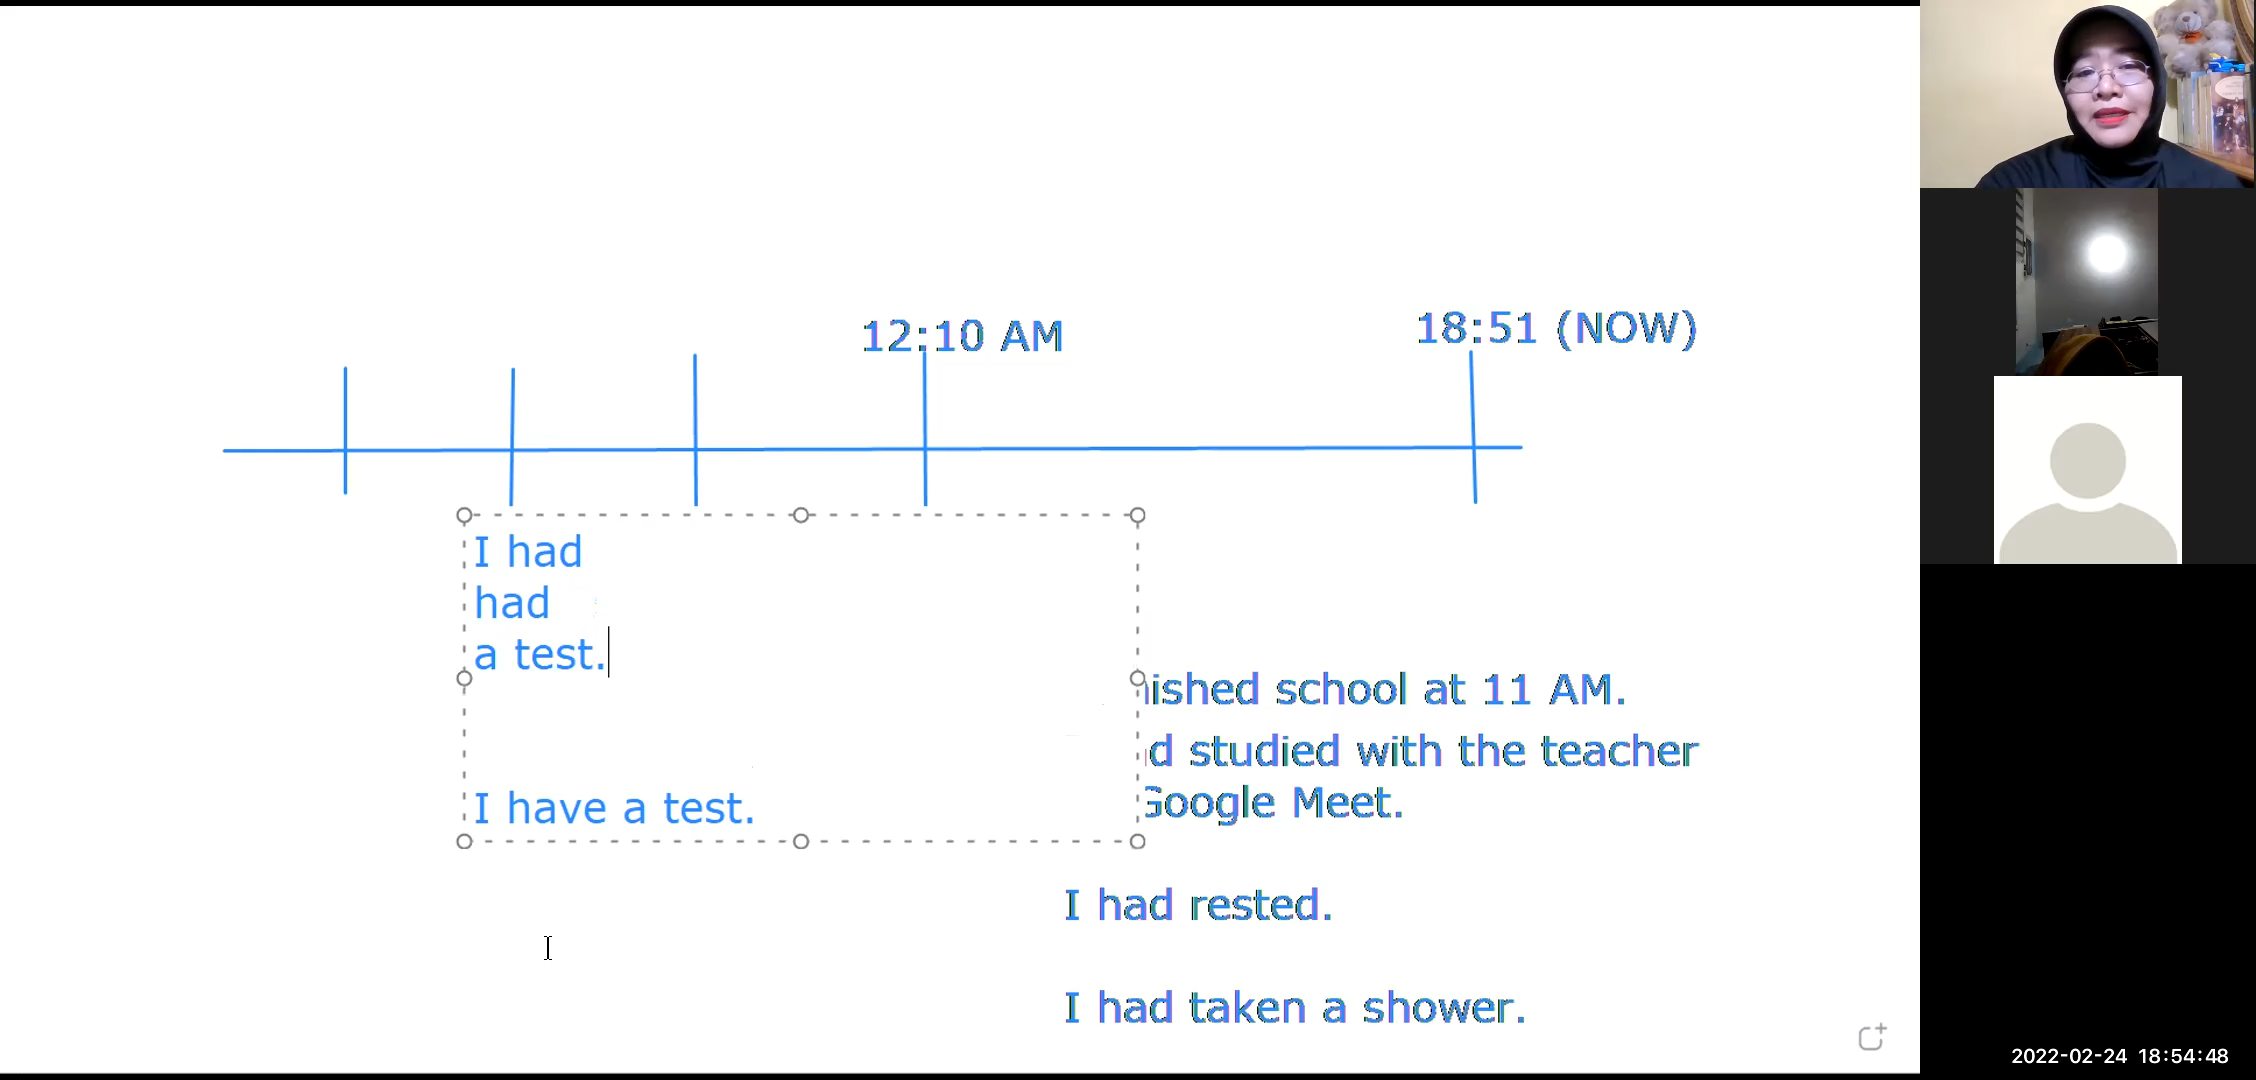 12:10 AM
18:51 (NOW)
I had
had
a test.
I have a test.
school at 11 AM.
studied with the teacher
Google Meet.
I had rested.
I had taken a shower.
2022-02-24 18:54:48